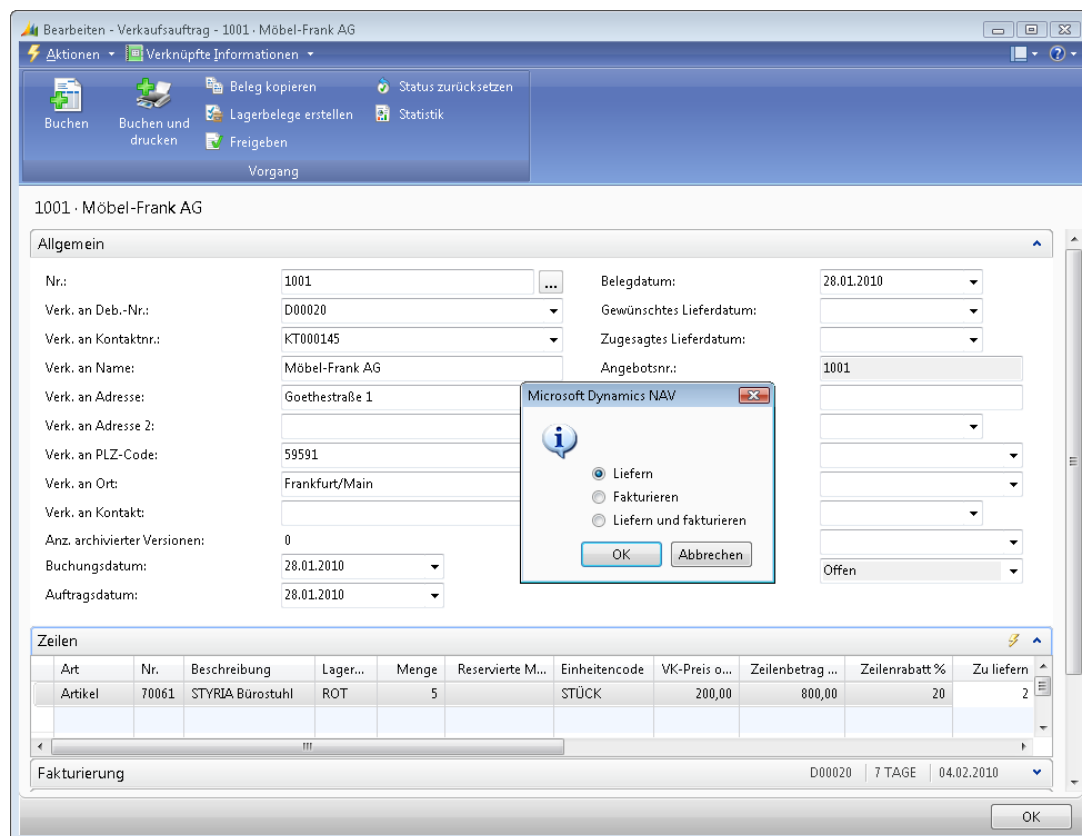 Bearbeiten - Verkaufsauftrag - 1001 · Möbel-Frank AG
Aktionen Verknüpfte Informationen
Buchen
Buchen und drucken
Beleg kopieren
Lagerbelege erstellen
Freigeben
Status zurücksetzen
Statistik
Vorgang
1001 · Möbel-Frank AG
Allgemein
Nr.: 1001 ...
Verk. an Deb.-Nr.: D00020
Verk. an Kontaktnr.: KT000145
Verk. an Name: Möbel-Frank AG
Verk. an Adresse: Goethestraße 1
Verk. an Adresse 2:
Verk. an PLZ-Code: 59591
Verk. an Ort: Frankfurt/Main
Verk. an Kontakt:
Anz. archivierter Versionen: 0
Buchungsdatum: 28.01.2010
Auftragsdatum: 28.01.2010
Belegdatum: 28.01.2010
Gewünschtes Lieferdatum:
Zugesagtes Lieferdatum:
Angebotsnr.: 1001
Offen
Microsoft Dynamics NAV
Liefern
Fakturieren
Liefern und fakturieren
OK Abbrechen
Zeilen
Art Nr. Beschreibung Lager... Menge Reservierte M... Einheitencode VK-Preis o... Zeilenbetrag ... Zeilenrabatt % Zu liefern
Artikel 70061 STYRIA Bürostuhl ROT 5 STÜCK 200,00 800,00 20 2
Fakturierung D00020 7 TAGE 04.02.2010
OK